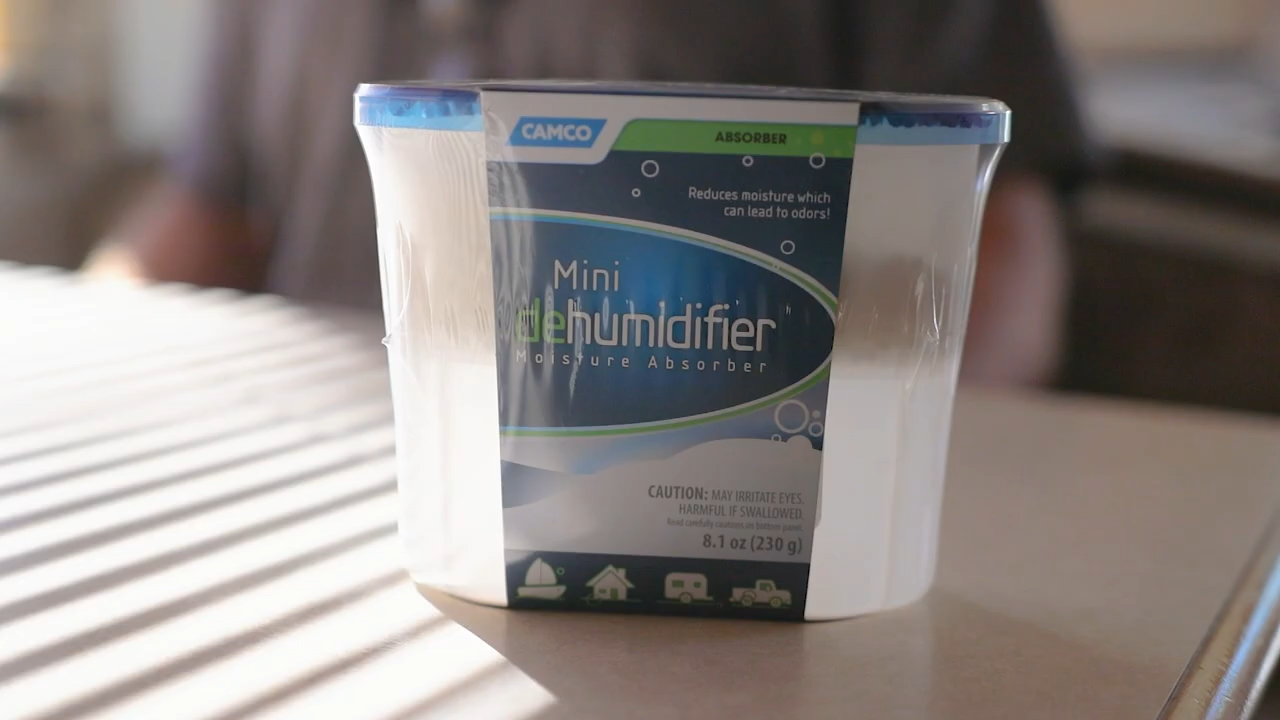 CAMCO
ABSORBER
Reduces moisture which
can lead to odors!
Mini
dehumidifier
Moisture Absorber
CAUTION: MAY IRRITATE EYES.
HARMFUL IF SWALLOWED.
Read carefully cautions on bottom panel.
8.1 oz (230 g)